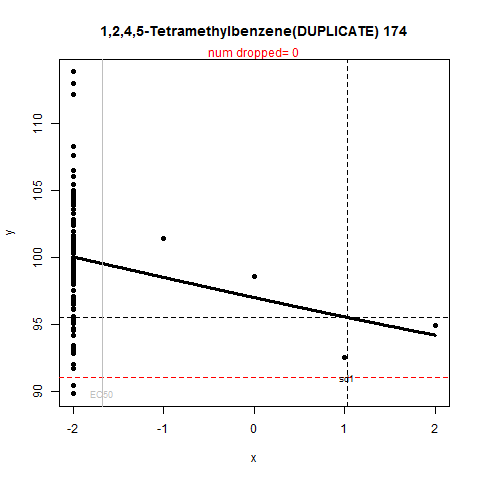 1,2,4,5-Tetramethylbenzene(DUPLICATE) 174
num dropped= 0
110
105
100
95
90
y
sd1
EC50
-2
-1
0
1
2
x